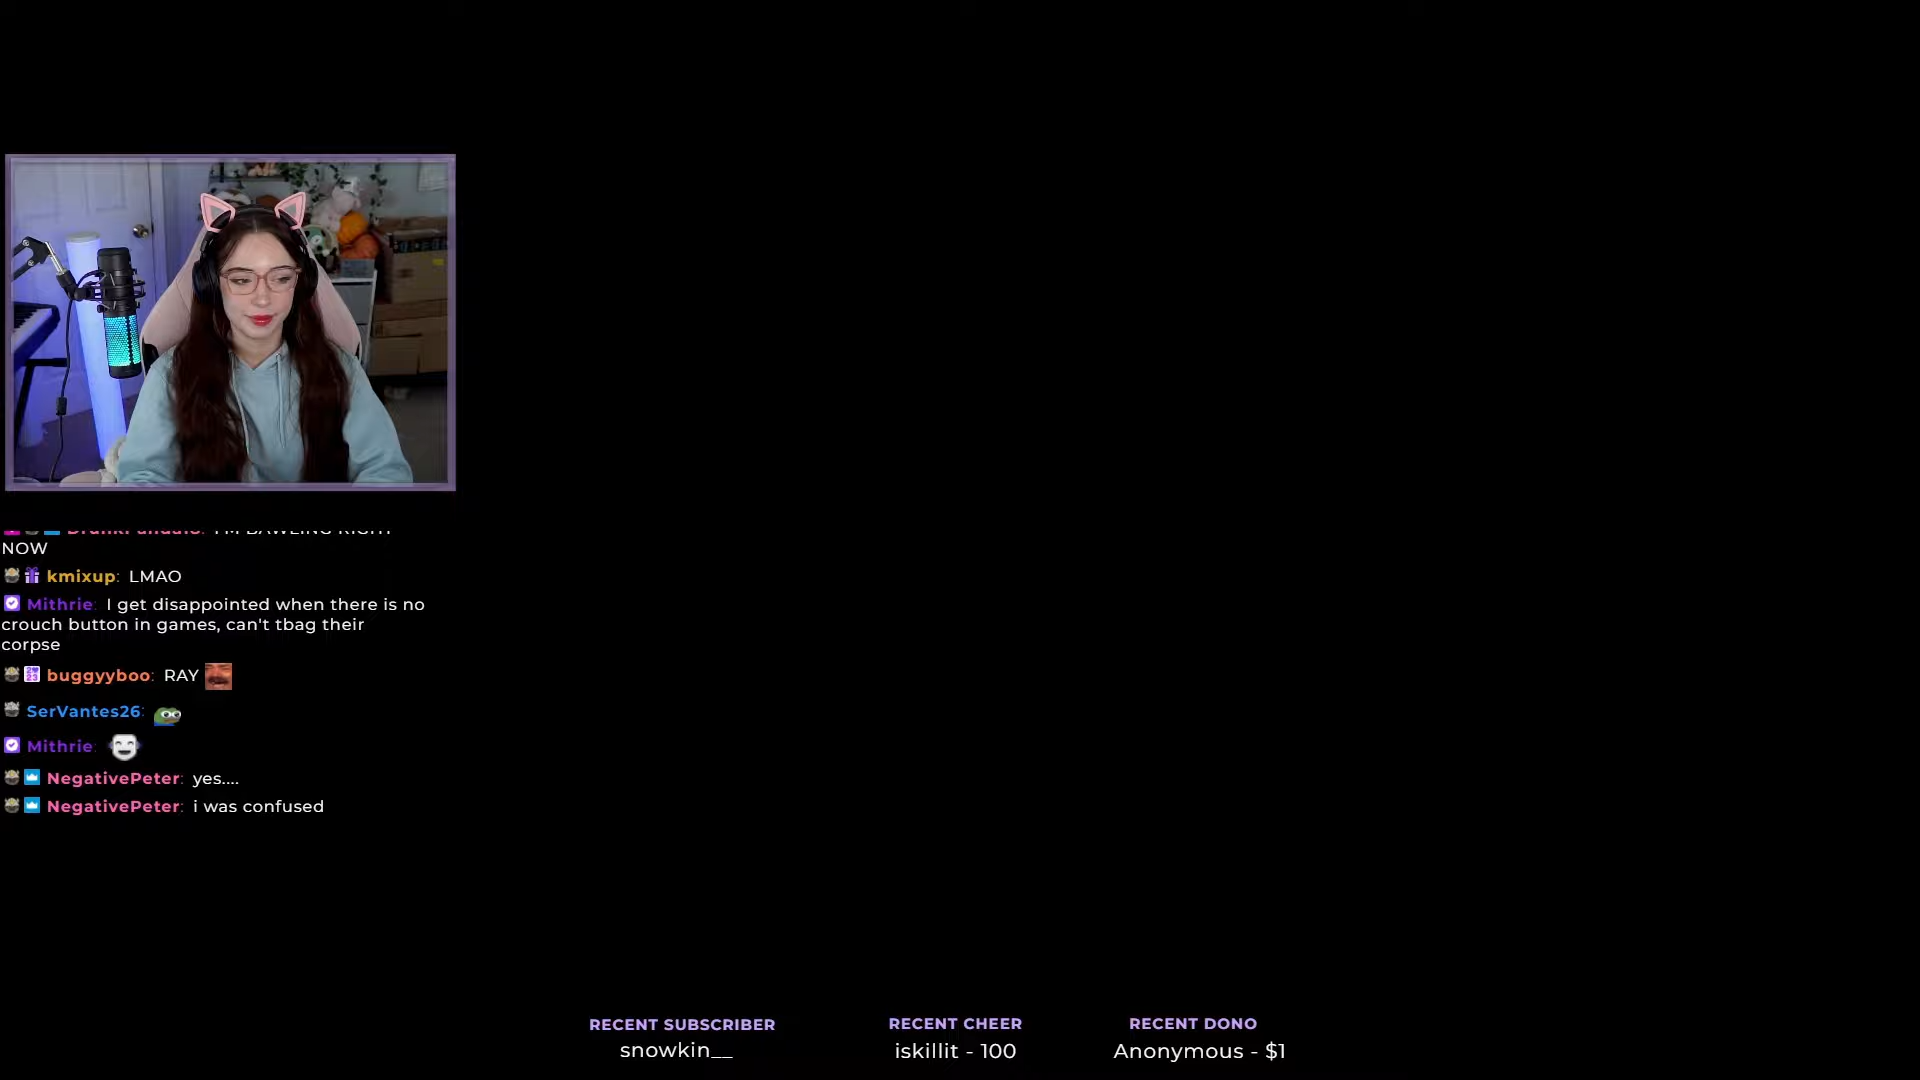 NOW
kmixup: LMAO
Mithrie: I get disappointed when there is no
crouch button in games, can't tbag their
corpse
buggyyboo: RAY
SerVantes26:
Mithrie:
NegativePeter: yes....
NegativePeter: i was confused
RECENT SUBSCRIBER
snowkin__
RECENT CHEER
iskillit - 100
RECENT DONO
Anonymous - $1